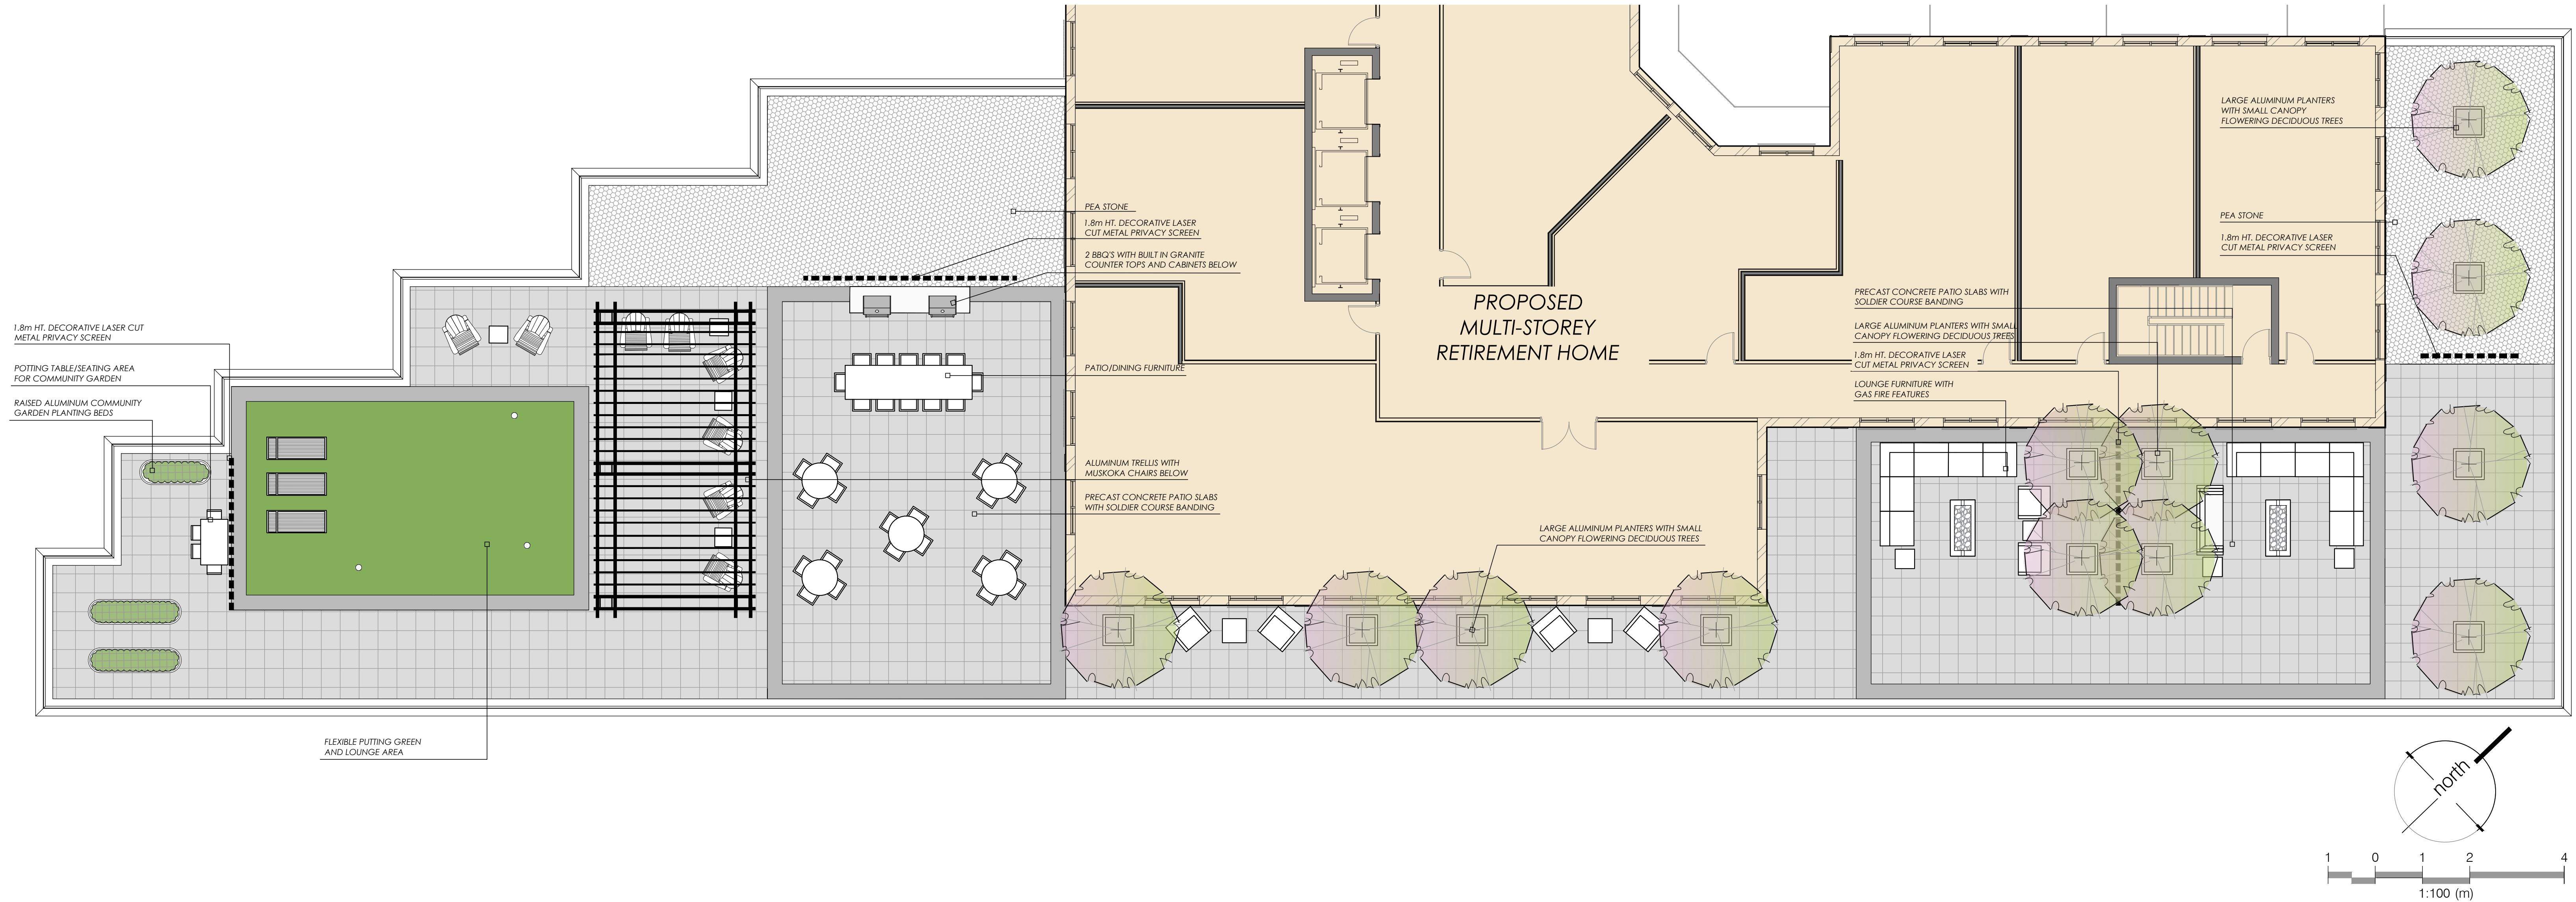 1.8m HT. DECORATIVE LASER CUT
METAL PRIVACY SCREEN
POTTING TABLE/SEATING AREA
FOR COMMUNITY GARDEN
RAISED ALUMINUM COMMUNITY
GARDEN PLANTING BEDS
FLEXIBLE PUTTING GREEN
AND LOUNGE AREA
PEA STONE
1.8m HT. DECORATIVE LASER
CUT METAL PRIVACY SCREEN
2 BBQ'S WITH BUILT IN GRANITE
COUNTER TOPS AND CABINETS BELOW
PATIO/DINING FURNITURE
ALUMINUM TRELLIS WITH
MUSKOKA CHAIRS BELOW
PRECAST CONCRETE PATIO SLABS
WITH SOLDIER COURSE BANDING
PROPOSED
MULTI-STOREY
RETIREMENT HOME
LARGE ALUMINUM PLANTERS WITH SMALL
CANOPY FLOWERING DECIDUOUS TREES
PRECAST CONCRETE PATIO SLABS WITH
SOLDIER COURSE BANDING
LARGE ALUMINUM PLANTERS WITH SMALL
CANOPY FLOWERING DECIDUOUS TREES
1.8m HT. DECORATIVE LASER
CUT METAL PRIVACY SCREEN
LOUNGE FURNITURE WITH
GAS FIRE FEATURES
LARGE ALUMINUM PLANTERS
WITH SMALL CANOPY
FLOWERING DECIDUOUS TREES
PEA STONE
1.8m HT. DECORATIVE LASER
CUT METAL PRIVACY SCREEN
north
1 0 1 2 4
1:100 (m)